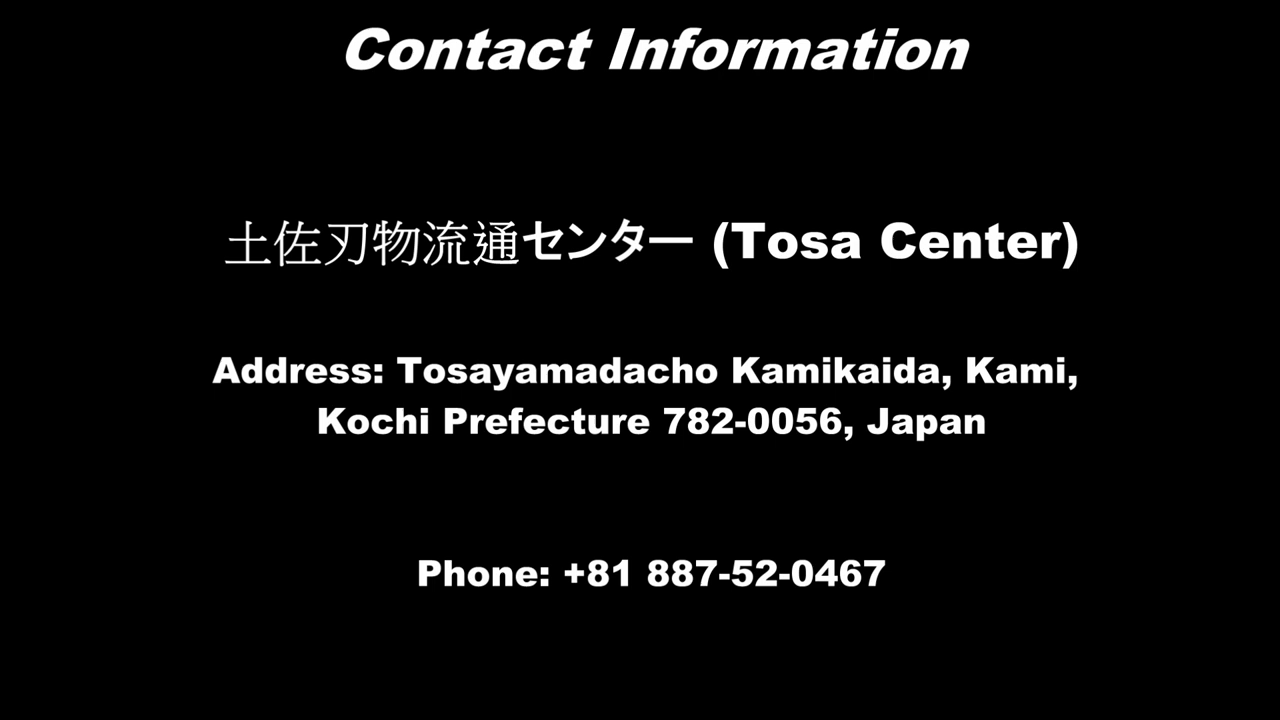 Contact Information
土佐刃物流通センター (Tosa Center)
Address: Tosayamadacho Kamikaida, Kami,
Kochi Prefecture 782-0056, Japan
Phone: +81 887-52-0467